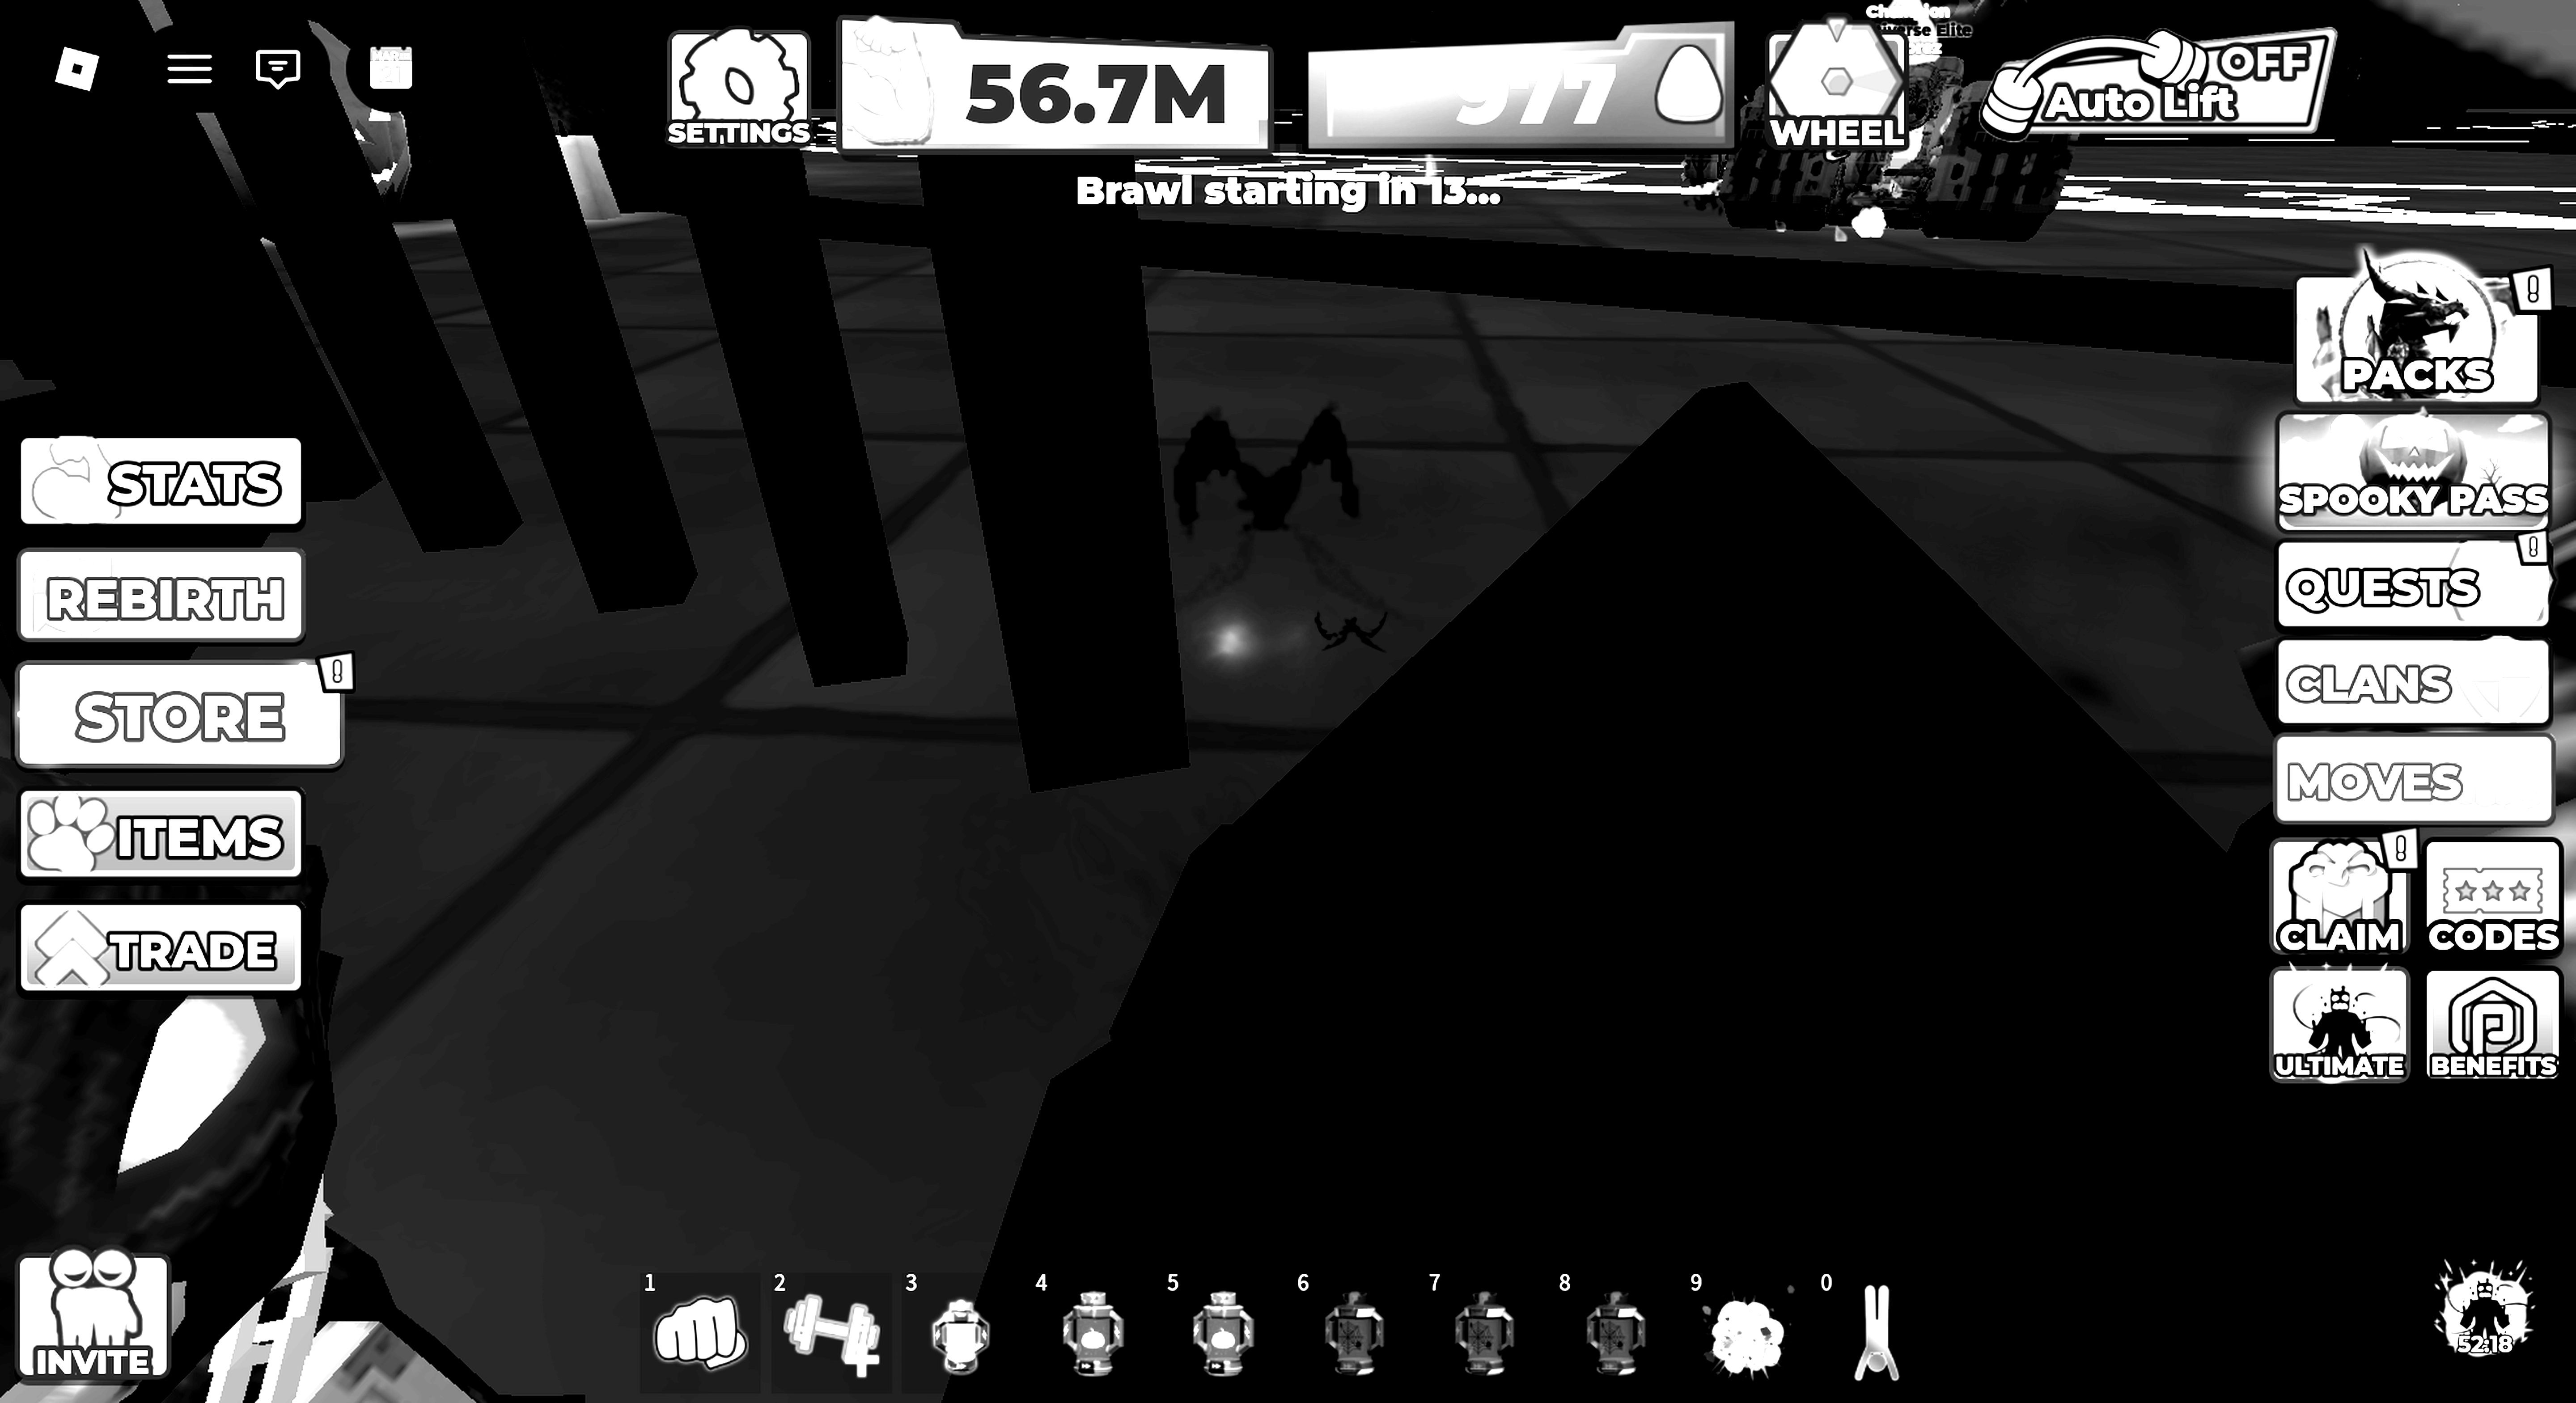 Champion
OFF
Auto Lift
56.7M
977
SETTINGS
WHEEL
Brawl starting in 13...
PACKS
SPOOKY PASS
STATS
QUESTS
REBIRTH
CLANS
STORE
MOVES
ITEMS
CLAIM
CODES
TRADE
ULTIMATE
BENEFITS
INVITE
1 2 3 4 5 6 7 8 9 0
52:18